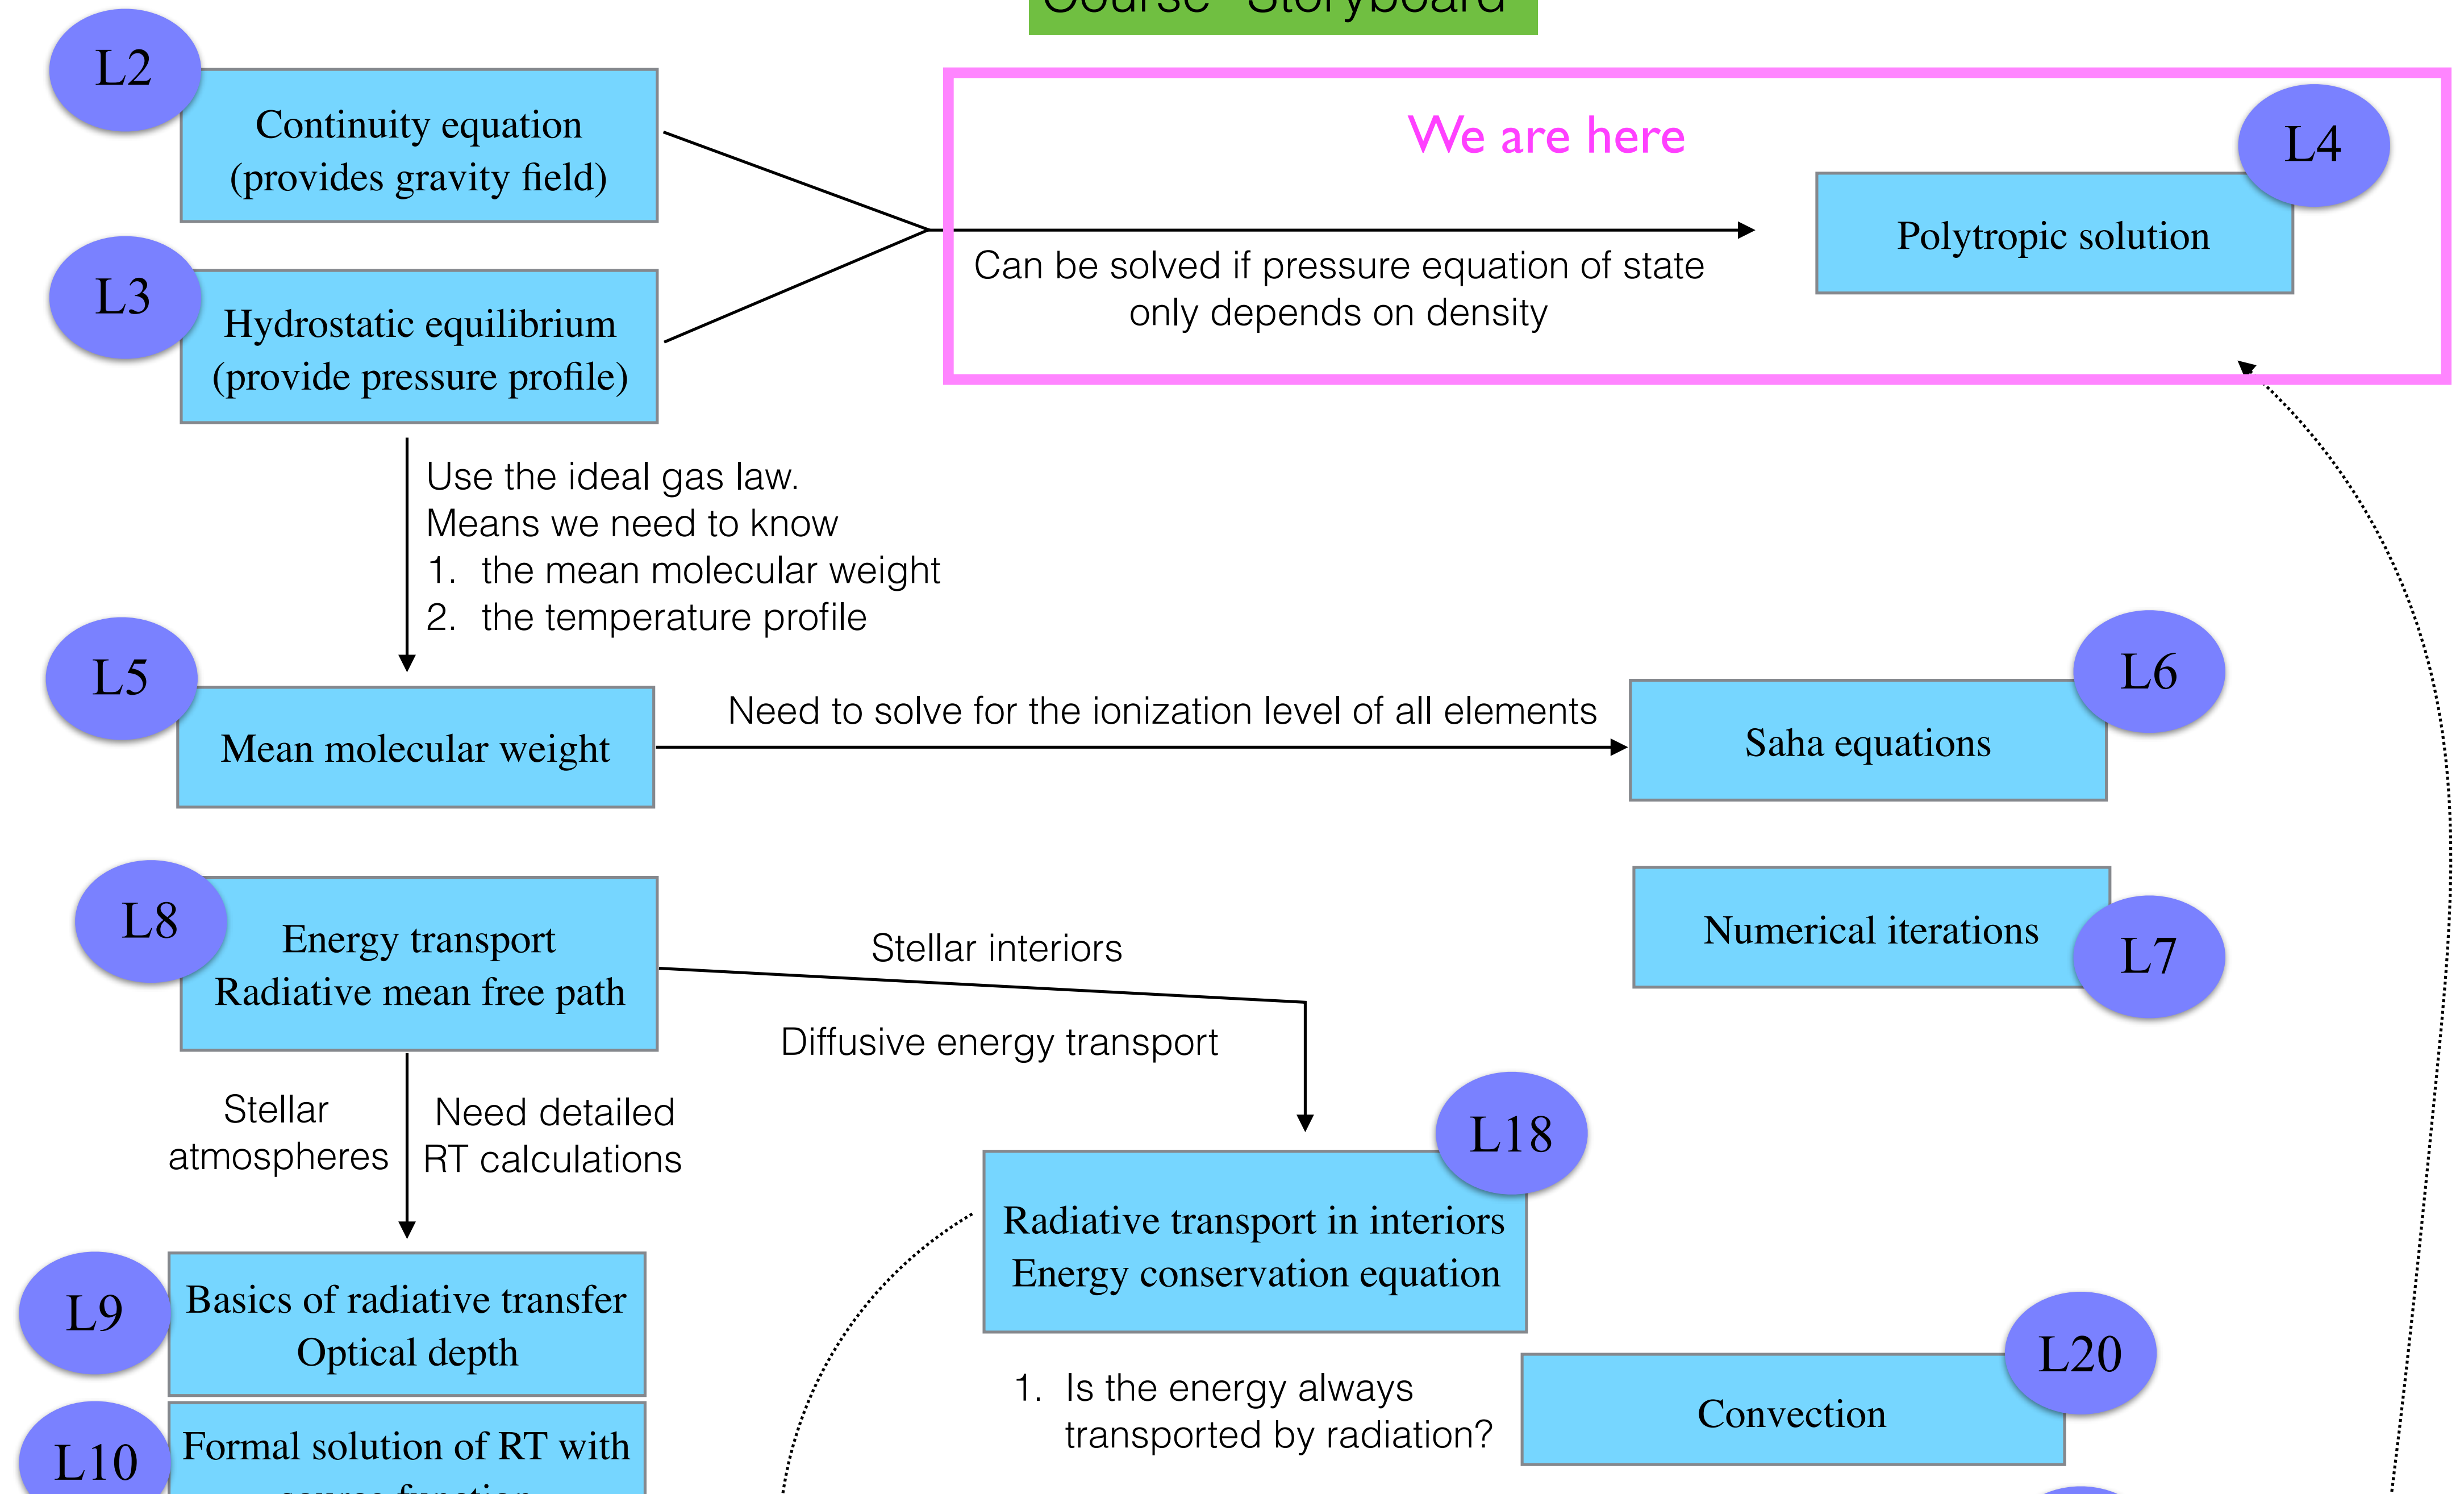 Course "Storyboard"
L2
Continuity equation
(provides gravity field)
We are here
L4
Polytropic solution
L3
Hydrostatic equilibrium
(provide pressure profile)
Can be solved if pressure equation of state
only depends on density
Use the ideal gas law.
Means we need to know
1. the mean molecular weight
2. the temperature profile
L5
Mean molecular weight
Need to solve for the ionization level of all elements
L6
Saha equations
L8
Energy transport
Radiative mean free path
Stellar interiors
Diffusive energy transport
Numerical iterations
L7
Stellar
atmospheres
Need detailed
RT calculations
L18
Radiative transport in interiors
Energy conservation equation
L9
Basics of radiative transfer
Optical depth
1. Is the energy always
transported by radiation?
L20
Convection
L10
Formal solution of RT with
source function